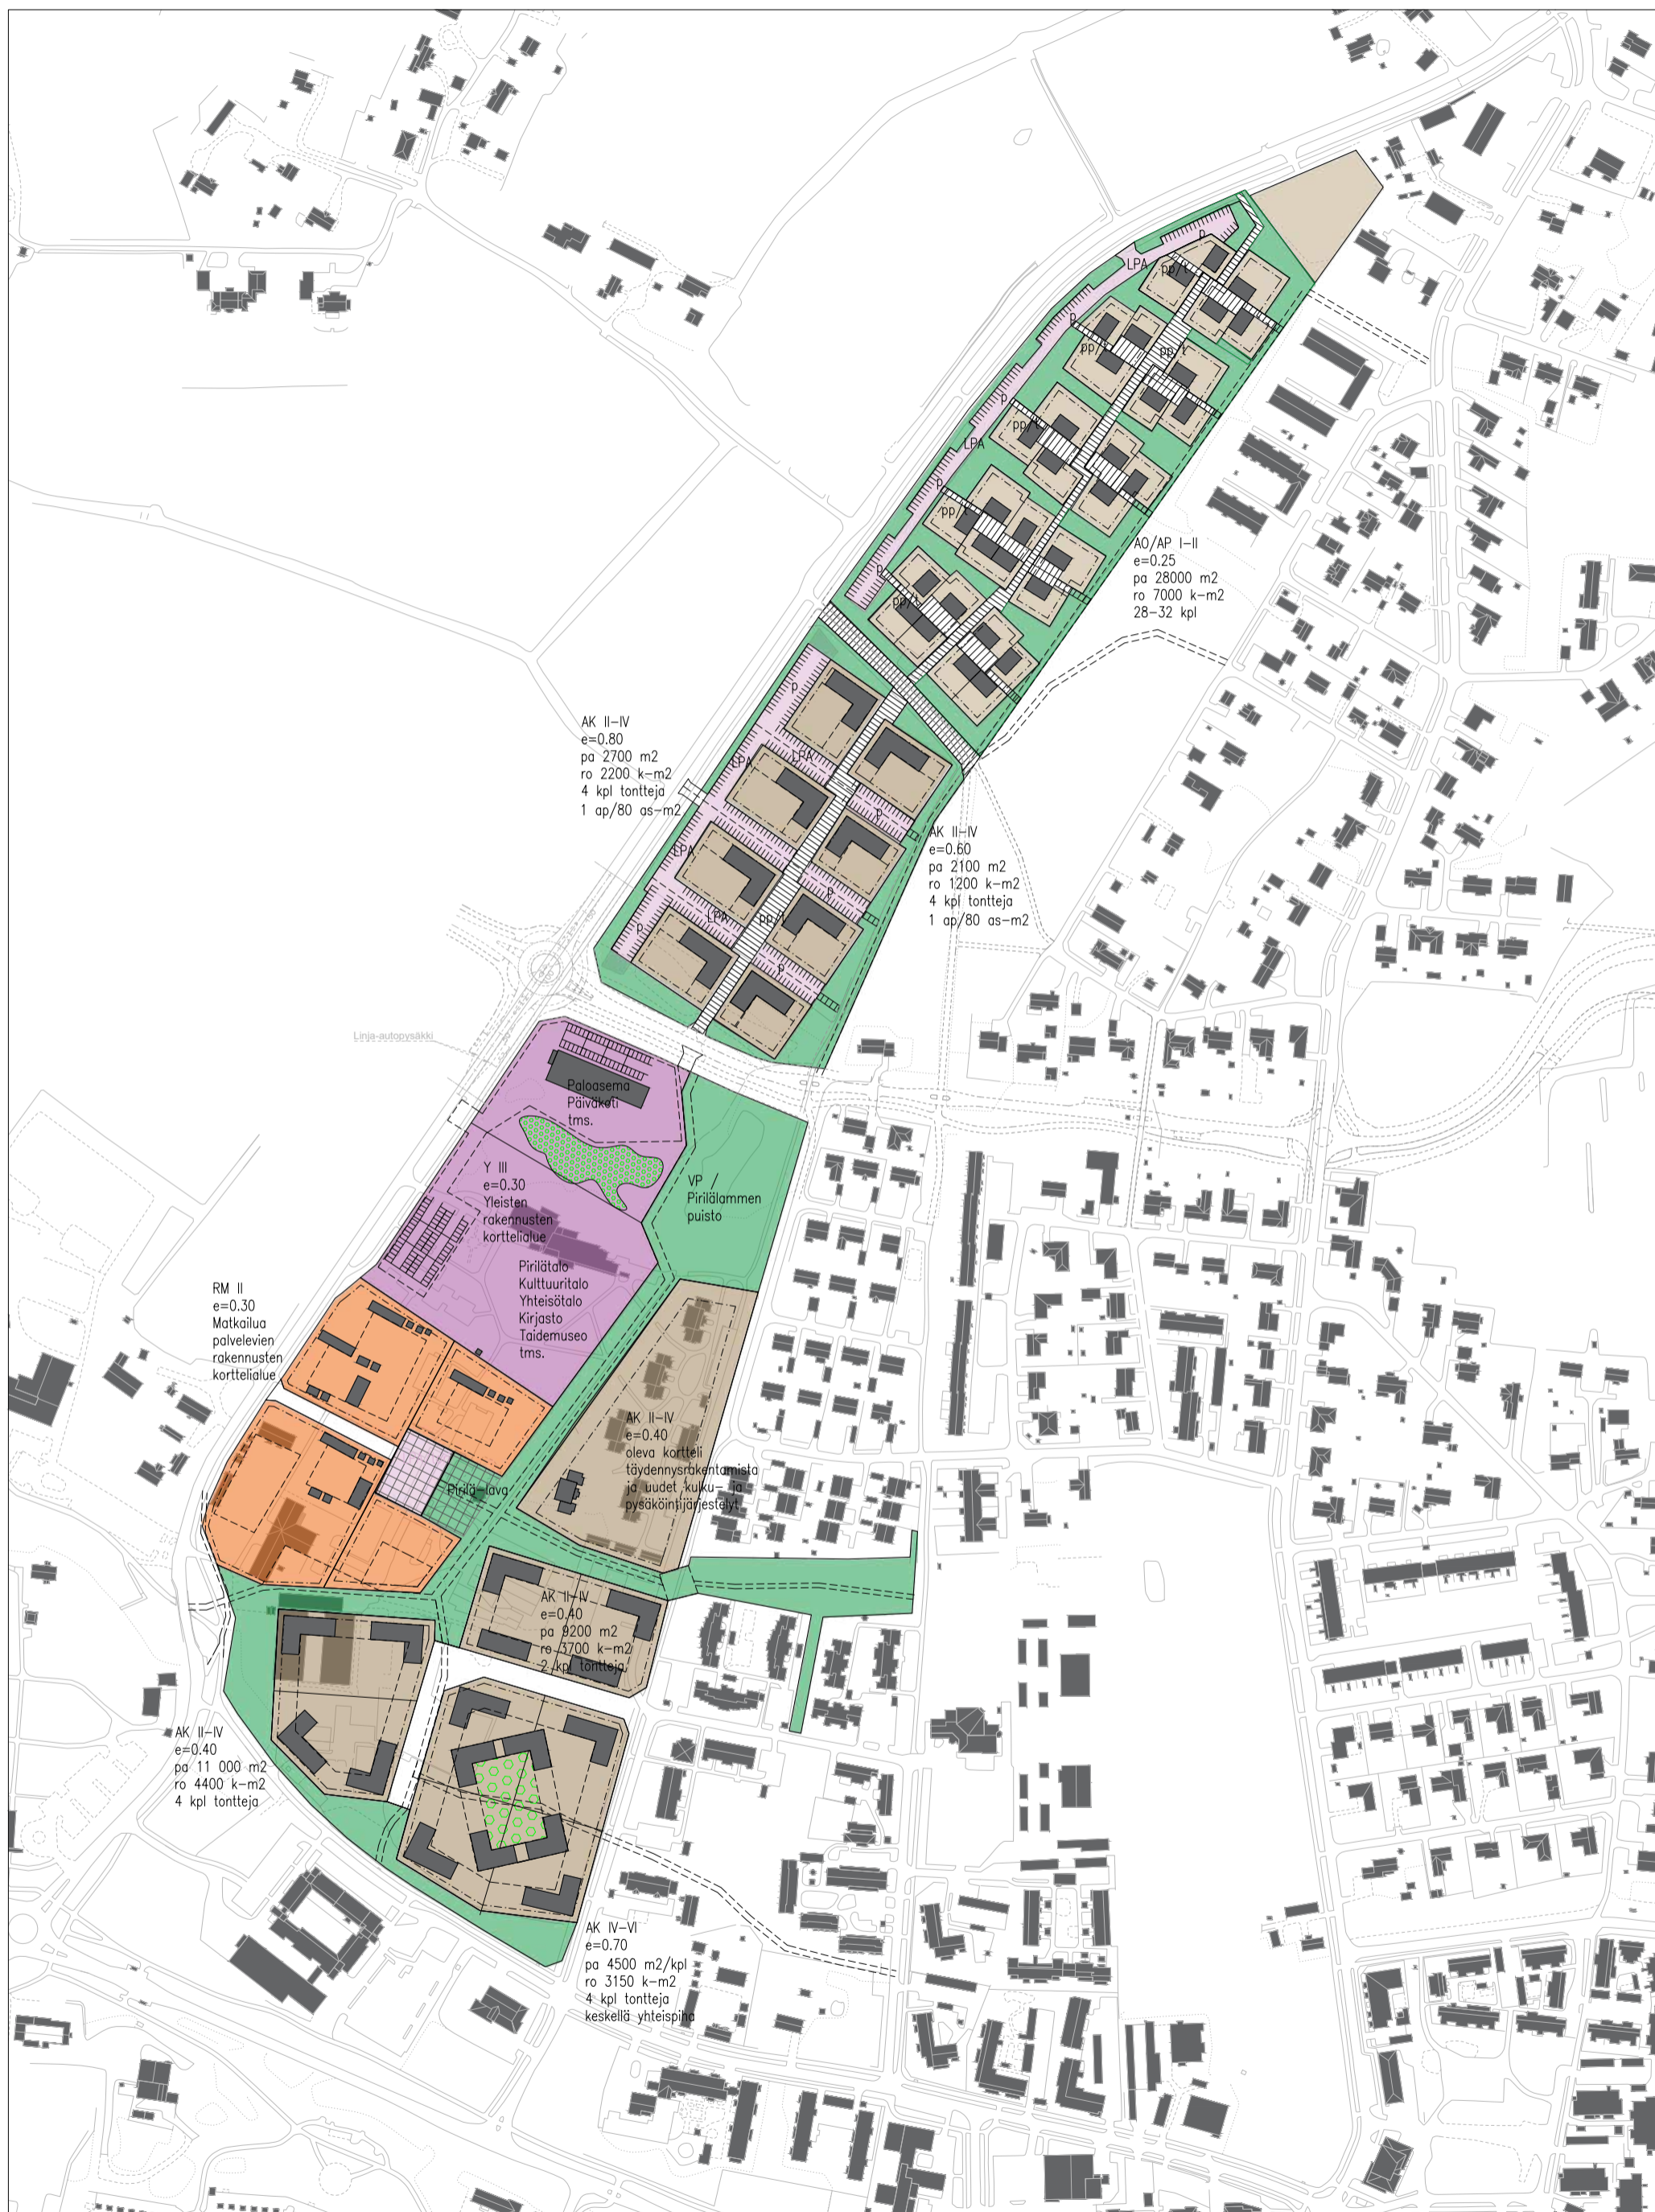 p
LPA
pp/t
p
pp/t
pp/t
p
pp/t
LPA
p
pp/t
p
pp/t
AO/AP I-II
e=0.25
pa 28000 m2
ro 7000 k-m2
28-32 kpl
p
AK II-IV
e=0.80
pa 2700 m2
ro 2200 k-m2
4 kpl tontteja
1 ap/80 as-m2
LPA
LPA
p
AK II-IV
e=0.60
pa 2100 m2
ro 1200 k-m2
4 kpl tontteja
1 ap/80 as-m2
LPA
p
LPA
pp/t
p
p
Linja-autopysäkki
Paloasema
Päiväkoti
tms.
Y III
e=0.30
Yleisten
rakennusten
korttelialue
VP /
Pirilälammen
puisto
Pirilätalo
Kulttuuritalo
Yhteisötalo
Kirjasto
Taidemuseo
tms.
RM II
e=0.30
Matkailua
palvelevien
rakennusten
korttelialue
AK II-IV
e=0.40
oleva kortteli
täydennysrakentamista
ja uudet kulku- ja
pysäköintijärjestelyt
Pirilä-lava
AK II-IV
e=0.40
pa 9200 m2
ro 3700 k-m2
2 kpl tontteja
AK II-IV
e=0.40
pa 11 000 m2
ro 4400 k-m2
4 kpl tontteja
AK IV-VI
e=0.70
pa 4500 m2/kpl
ro 3150 k-m2
4 kpl tontteja
keskellä yhteispiha